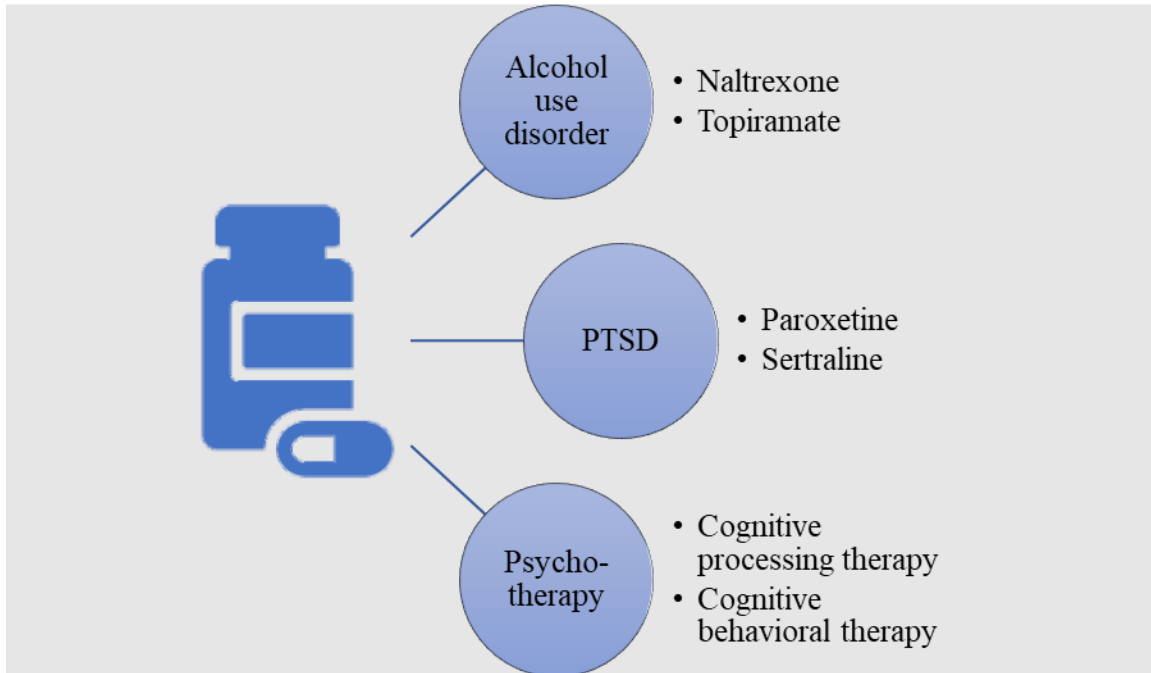 Alcohol
use
disorder
• Naltrexone
• Topiramate
PTSD
• Paroxetine
• Sertraline
Psycho-
therapy
• Cognitive
processing therapy
• Cognitive
behavioral therapy